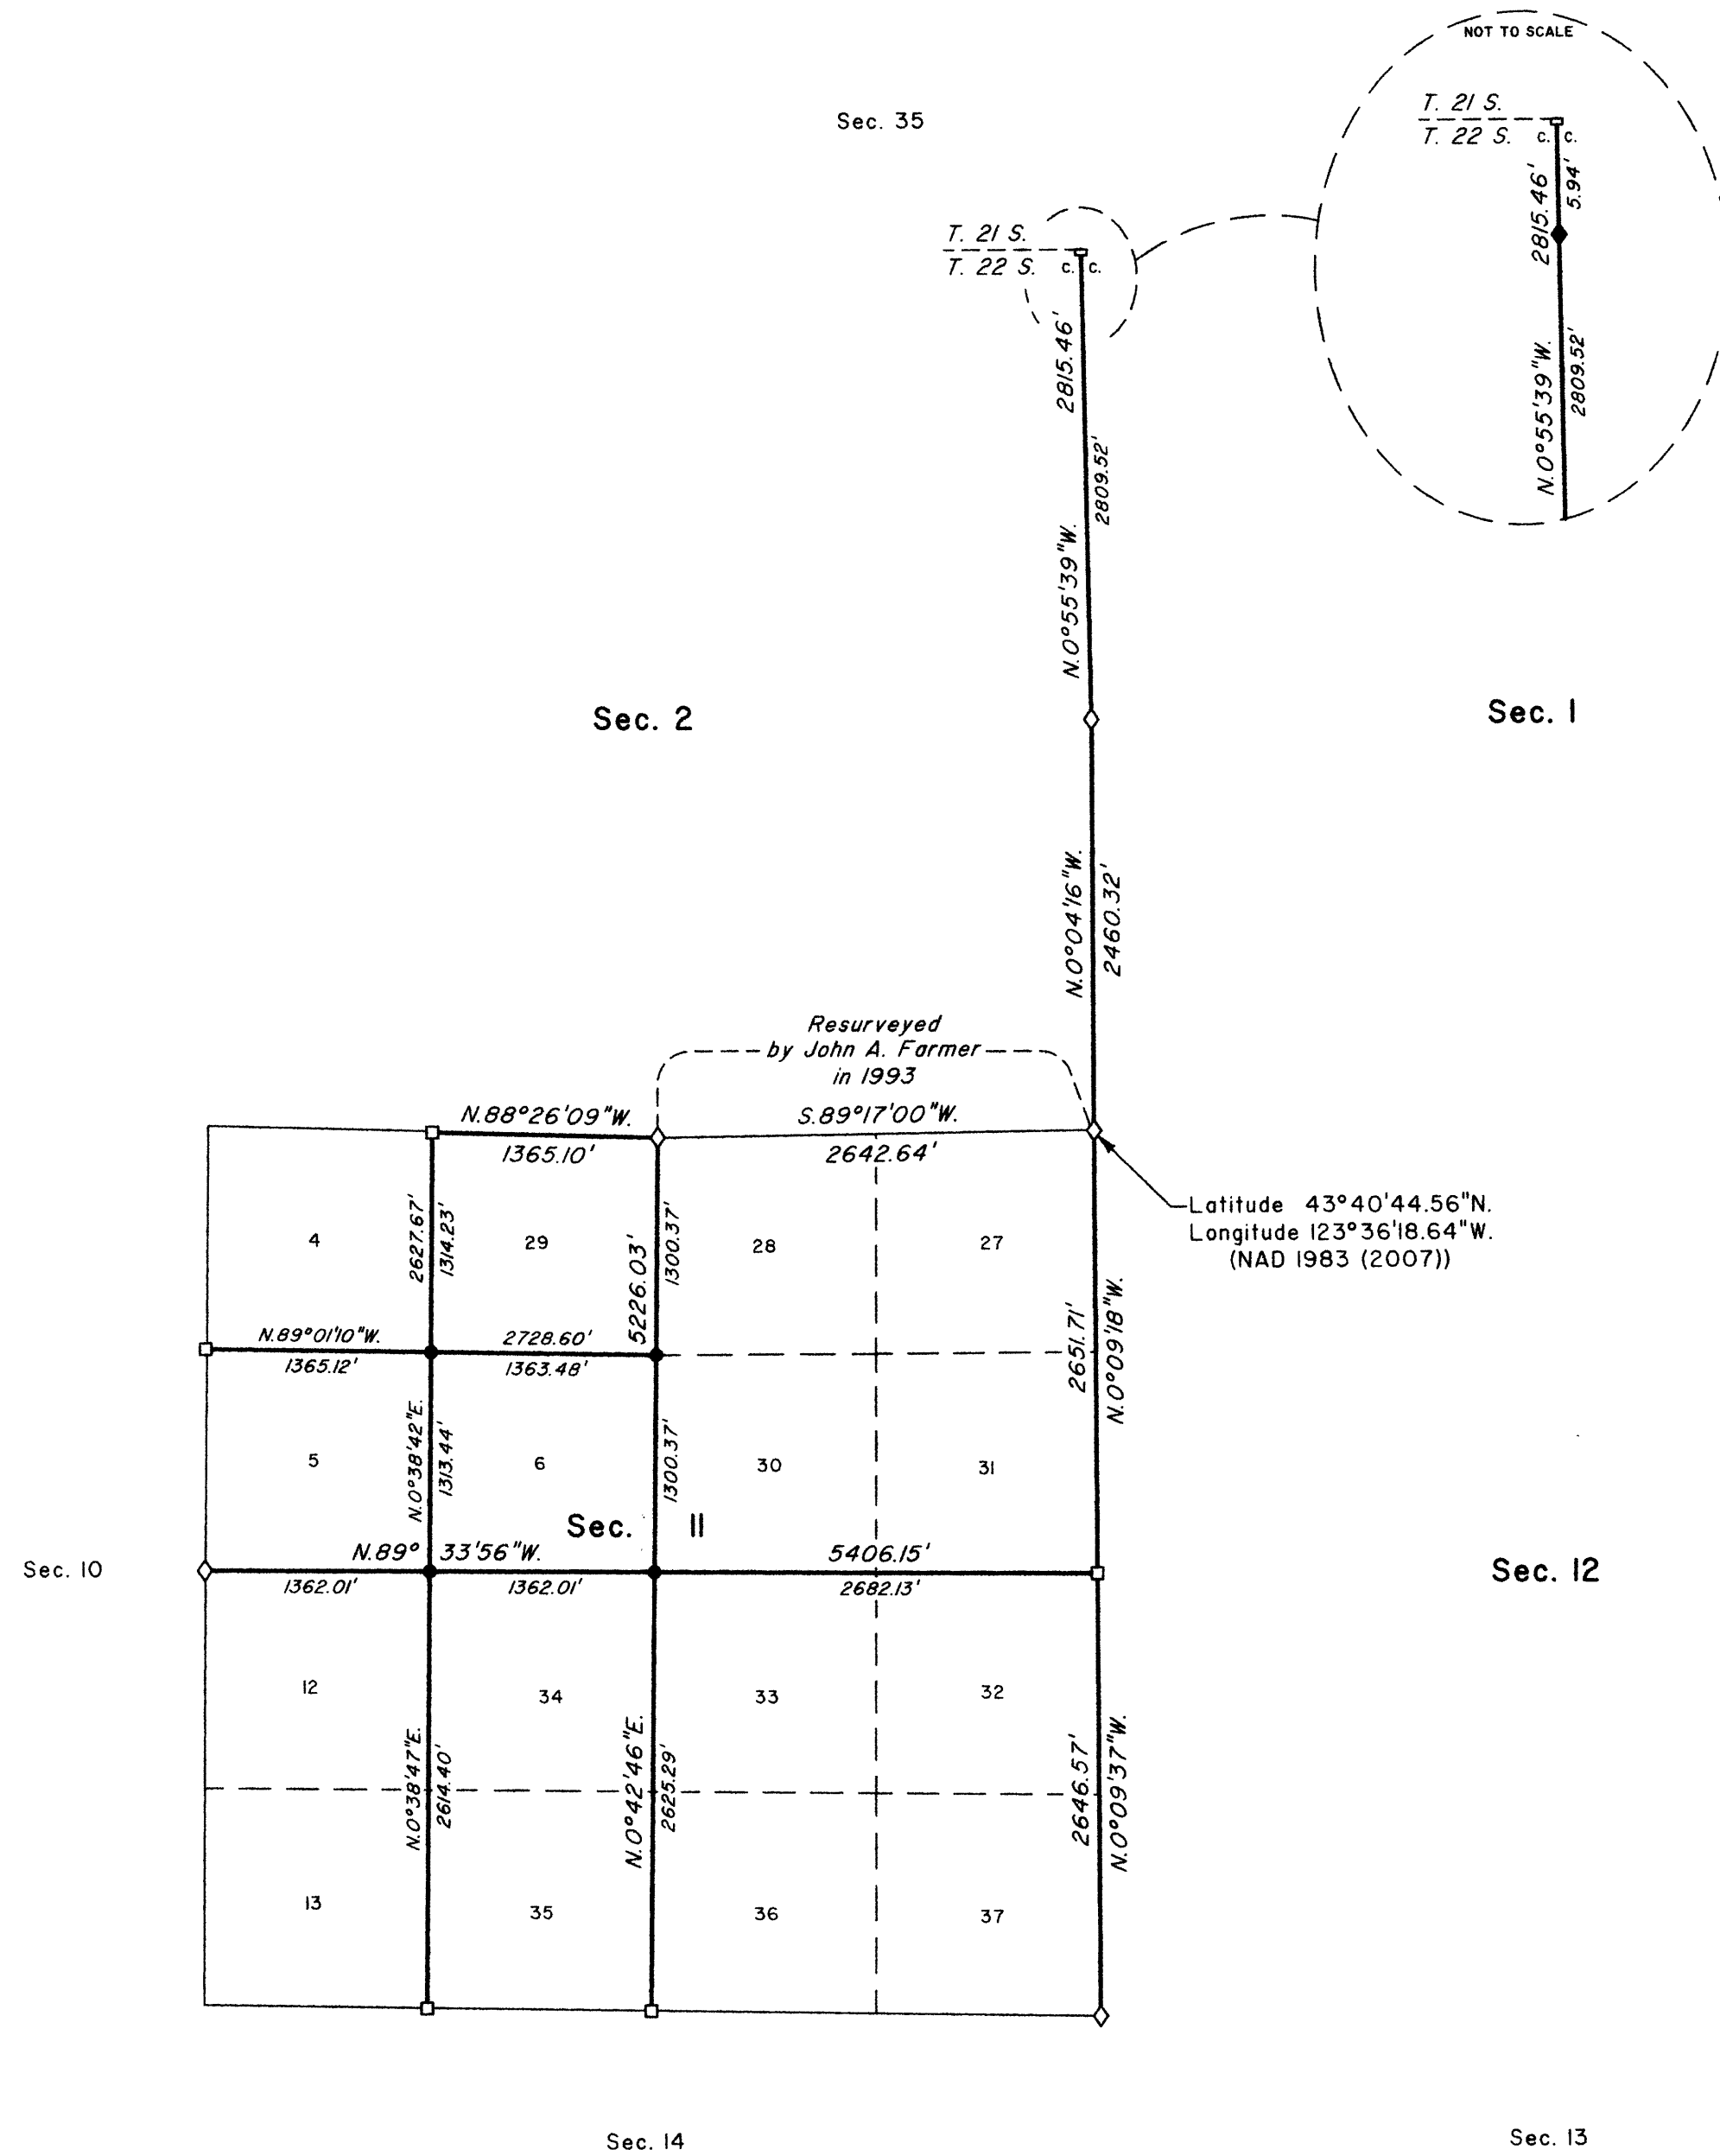 NOT TO SCALE
T. 21 S.
T. 22 S. C. C.
2815.46'
5.94'
N.0°55'39"W.
2809.52'
Sec. 35
T. 21 S.
T. 22 S. C. C.
2815.46'
2809.52'
N.0°55'39"W.
Sec. 2
Sec. 1
N.0°04'16"W.
2460.32'
Resurveyed
by John A. Farmer
in 1993
N.88°26'09"W.
S.89°17'00"W.
1365.10'
2642.64'
Latitude 43°40'44.56"N.
Longitude 123°36'18.64"W.
(NAD 1983 (2007))
4
2627.67'
1314.23'
29
5226.03'
1300.37'
28
27
2651.71'
N.0°09'18"W.
N.89°01'10"W.
2728.60'
1365.12'
1363.48'
5
N.0°38'42"E.
1313.44'
6
1300.37'
30
31
Sec. 11
Sec. 10
N.89° 33'56"W.
5406.15'
1362.01'
1362.01'
2682.13'
Sec. 12
12
34
33
32
N.0°38'47"E.
2614.40'
N.0°42'46"E.
2625.29'
2646.57'
N.0°09'37"W.
13
35
36
37
Sec. 14
Sec. 13